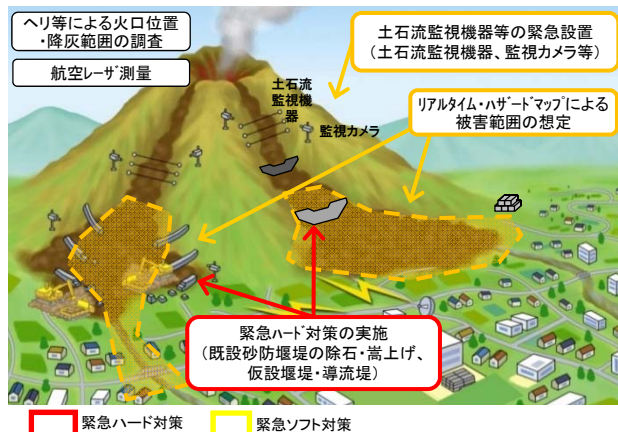 ヘリ等による火口位置
・降灰範囲の調査
航空レーザ測量
土石流監視機器等の緊急設置
（土石流監視機器、監視カメラ等）
土石流
監視機
器
監視カメラ
リアルタイム・ハザードマップによる
被害範囲の想定
緊急ハード対策の実施
（既設砂防堰堤の除石・嵩上げ、
仮設堰堤・導流堤）
緊急ハード対策
緊急ソフト対策